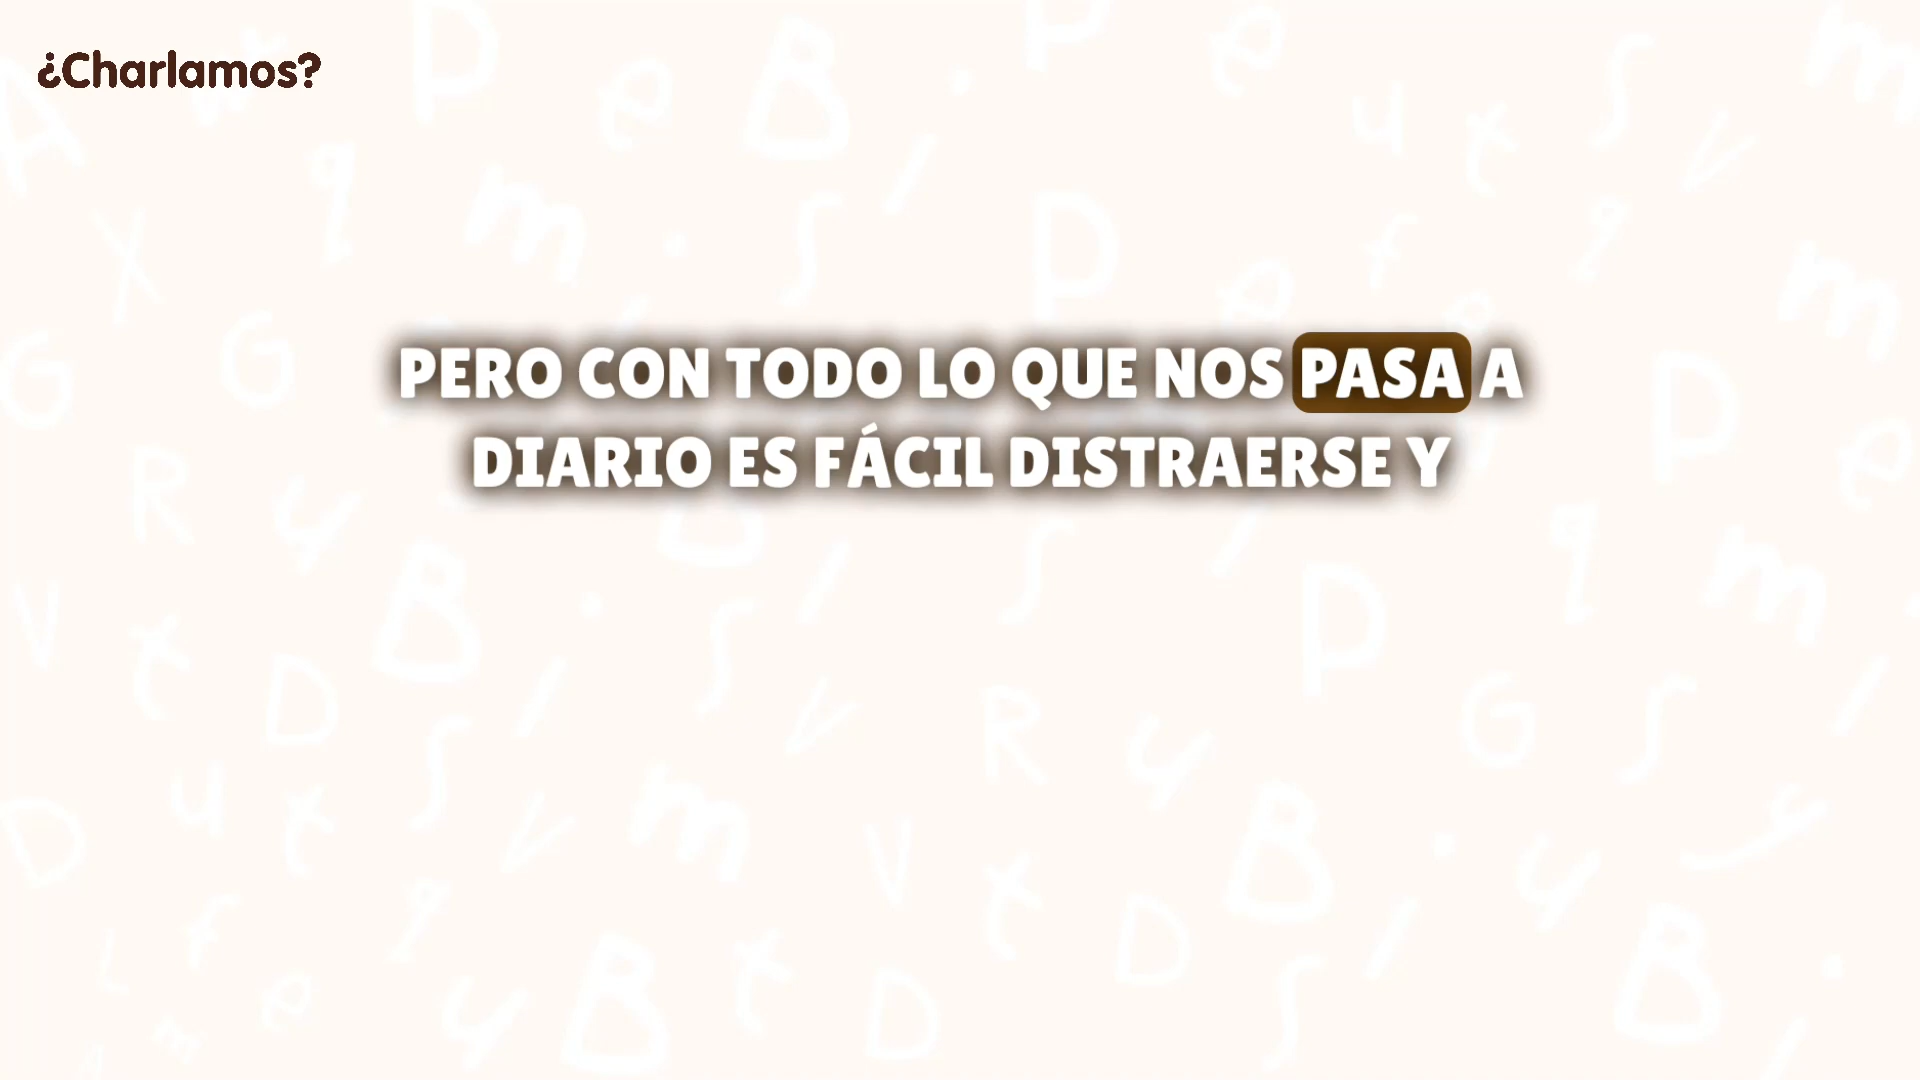 ¿Charlamos?
PERO CON TODO LO QUE NOS PASA A
DIARIO ES FÁCIL DISTRAERSE Y